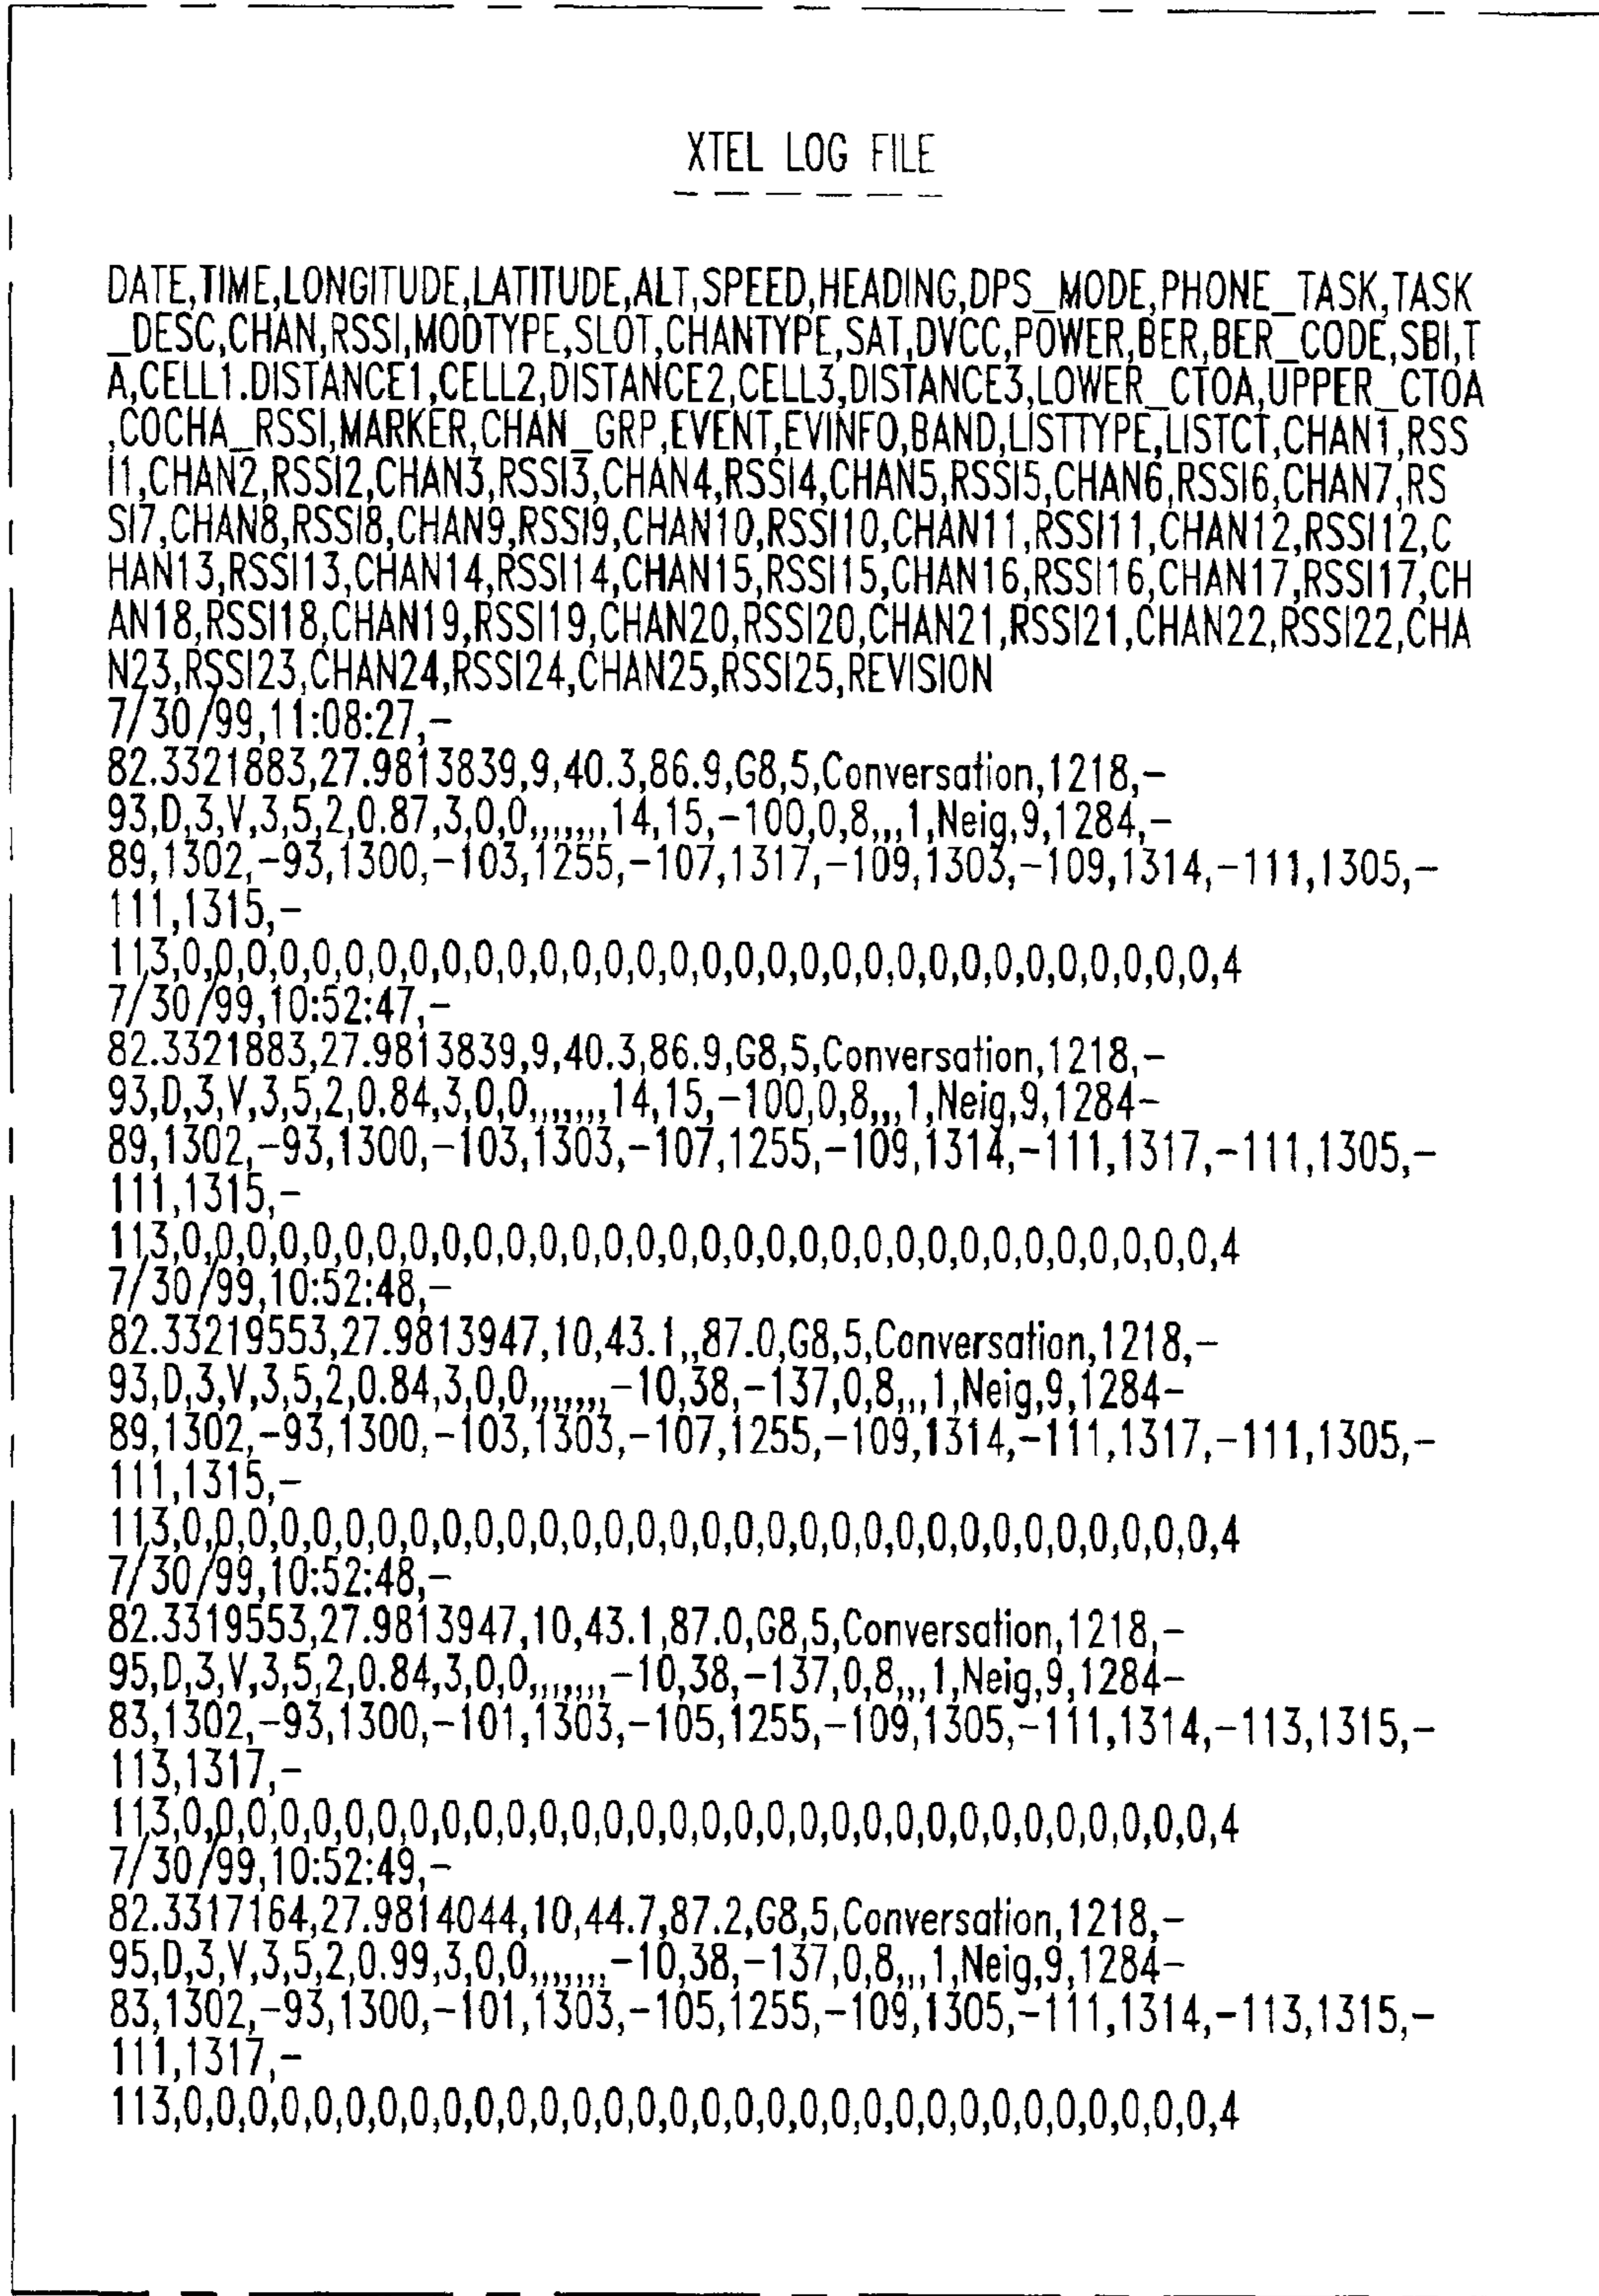 XTEL LOG FILE
DATE,TIME,LONGITUDE,LATITUDE,ALT,SPEED,HEADING,DPS_MODE,PHONE_TASK,TASK
_DESC,CHAN,RSSI,MODTYPE,SLOT,CHANTYPE,SAT,DVCC,POWER,BER,BER_CODE,SBI,T
A,CELL1.DISTANCE1,CELL2,DISTANCE2,CELL3,DISTANCE3,LOWER_CTOA,UPPER_CTOA
,COCHA_RSSI,MARKER,CHAN_GRP,EVENT,EVINFO,BAND,LISTTYPE,LISTCT,CHAN1,RSS
I1,CHAN2,RSSI2,CHAN3,RSSI3,CHAN4,RSSI4,CHAN5,RSSI5,CHAN6,RSSI6,CHAN7,RS
SI7,CHAN8,RSSI8,CHAN9,RSSI9,CHAN10,RSSI10,CHAN11,RSSI11,CHAN12,RSSI12,C
HAN13,RSSI13,CHAN14,RSSI14,CHAN15,RSSI15,CHAN16,RSSI16,CHAN17,RSSI17,CH
AN18,RSSI18,CHAN19,RSSI19,CHAN20,RSSI20,CHAN21,RSSI21,CHAN22,RSSI22,CHA
N23,RSSI23,CHAN24,RSSI24,CHAN25,RSSI25,REVISION
7/30/99,11:08:27,-
82.3321883,27.9813839,9,40.3,86.9,G8,5,Conversation,1218,-
93,D,3,V,3,5,2,0.87,3,0,0,,,,,,,14,15,-100,0,8,,,1,Neig,9,1284,-
89,1302,-93,1300,-103,1255,-107,1317,-109,1303,-109,1314,-111,1305,-
111,1315,-
113,0,0,0,0,0,0,0,0,0,0,0,0,0,0,0,0,0,0,0,0,0,0,0,0,0,0,0,0,0,0,0,0,4
7/30/99,10:52:47,-
82.3321883,27.9813839,9,40.3,86.9,G8,5,Conversation,1218,-
93,D,3,V,3,5,2,0.84,3,0,0,,,,,,,14,15,-100,0,8,,,1,Neig,9,1284-
89,1302,-93,1300,-103,1303,-107,1255,-109,1314,-111,1317,-111,1305,-
111,1315,-
113,0,0,0,0,0,0,0,0,0,0,0,0,0,0,0,0,0,0,0,0,0,0,0,0,0,0,0,0,0,0,0,0,4
7/30/99,10:52:48,-
82.33219553,27.9813947,10,43.1,,87.0,G8,5,Conversation,1218,-
93,D,3,V,3,5,2,0.84,3,0,0,,,,,,,-10,38,-137,0,8,,,1,Neig,9,1284-
89,1302,-93,1300,-103,1303,-107,1255,-109,1314,-111,1317,-111,1305,-
111,1315,-
113,0,0,0,0,0,0,0,0,0,0,0,0,0,0,0,0,0,0,0,0,0,0,0,0,0,0,0,0,0,0,0,0,4
7/30/99,10:52:48,-
82.3319553,27.9813947,10,43.1,87.0,G8,5,Conversation,1218,-
95,D,3,V,3,5,2,0.84,3,0,0,,,,,,,-10,38,-137,0,8,,,1,Neig,9,1284-
83,1302,-93,1300,-101,1303,-105,1255,-109,1305,-111,1314,-113,1315,-
113,1317,-
113,0,0,0,0,0,0,0,0,0,0,0,0,0,0,0,0,0,0,0,0,0,0,0,0,0,0,0,0,0,0,0,0,4
7/30/99,10:52:49,-
82.3317164,27.9814044,10,44.7,87.2,G8,5,Conversation,1218,-
95,D,3,V,3,5,2,0.99,3,0,0,,,,,,,-10,38,-137,0,8,,,1,Neig,9,1284-
83,1302,-93,1300,-101,1303,-105,1255,-109,1305,-111,1314,-113,1315,-
111,1317,-
113,0,0,0,0,0,0,0,0,0,0,0,0,0,0,0,0,0,0,0,0,0,0,0,0,0,0,0,0,0,0,0,0,4